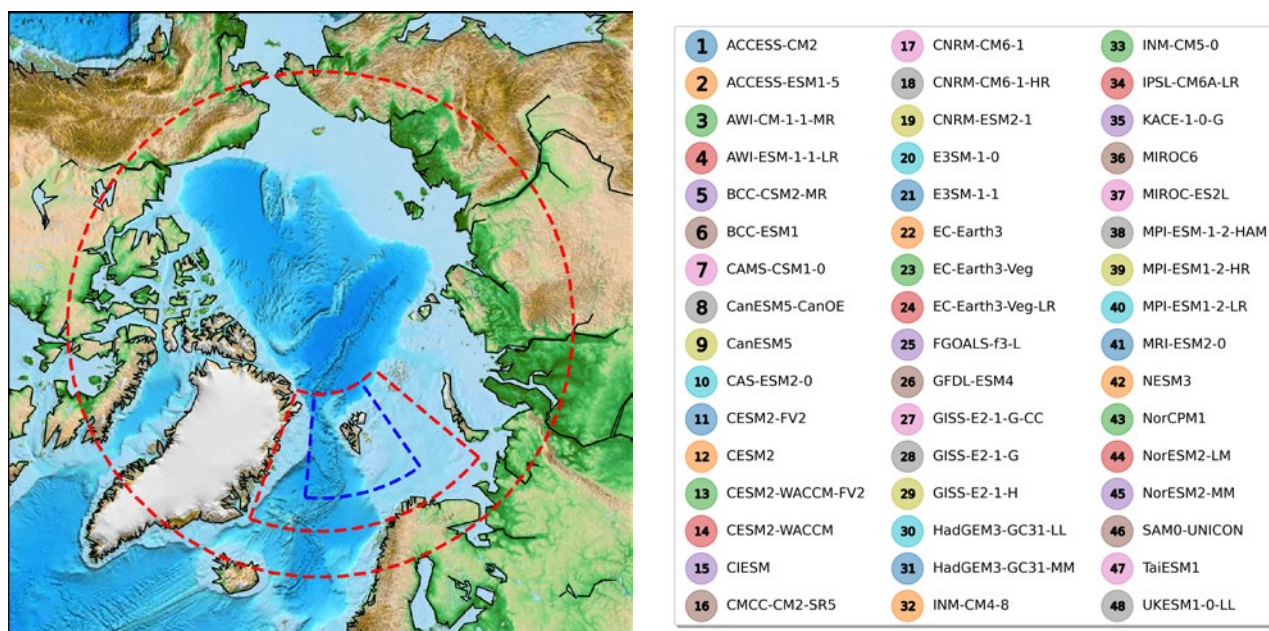 1 ACCESS-CM2
2 ACCESS-ESM1-5
3 AWI-CM-1-1-MR
4 AWI-ESM-1-1-LR
5 BCC-CSM2-MR
6 BCC-ESM1
7 CAMS-CSM1-0
8 CanESM5-CanOE
9 CanESM5
10 CAS-ESM2-0
11 CESM2-FV2
12 CESM2
13 CESM2-WACCM-FV2
14 CESM2-WACCM
15 CIESM
16 CMCC-CM2-SR5
17 CNRM-CM6-1
18 CNRM-CM6-1-HR
19 CNRM-ESM2-1
20 E3SM-1-0
21 E3SM-1-1
22 EC-Earth3
23 EC-Earth3-Veg
24 EC-Earth3-Veg-LR
25 FGOALS-f3-L
26 GFDL-ESM4
27 GISS-E2-1-G-CC
28 GISS-E2-1-G
29 GISS-E2-1-H
30 HadGEM3-GC31-LL
31 HadGEM3-GC31-MM
32 INM-CM4-8
33 INM-CM5-0
34 IPSL-CM6A-LR
35 KACE-1-0-G
36 MIROC6
37 MIROC-ES2L
38 MPI-ESM-1-2-HAM
39 MPI-ESM1-2-HR
40 MPI-ESM1-2-LR
41 MRI-ESM2-0
42 NESM3
43 NorCPM1
44 NorESM2-LM
45 NorESM2-MM
46 SAM0-UNICON
47 TaiESM1
48 UKESM1-0-LL